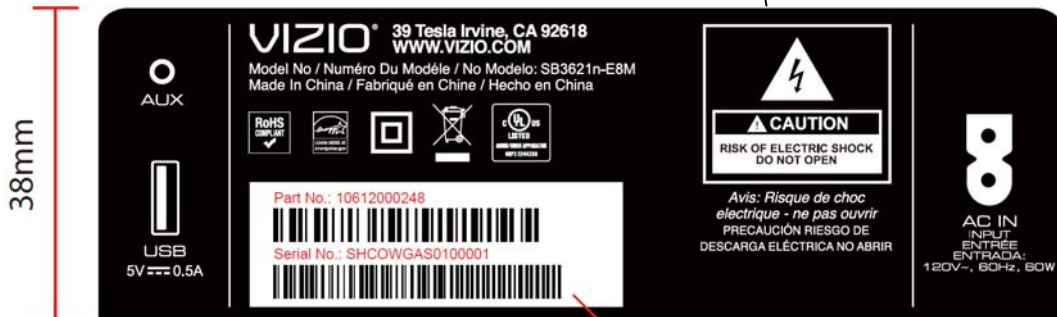 38mm
AUX
USB
5V⎓0.5A
VIZIO®
39 Tesla Irvine, CA 92618
WWW.VIZIO.COM
Model No / Numéro Du Modéle / No Modelo: SB3621n-E8M
Made In China / Fabriqué en Chine / Hecho en China
RoHS
COMPLIANT
c UL us
LISTED
Part No.: 10612000248
Serial No.: SHCOWGAS0100001
CAUTION
RISK OF ELECTRIC SHOCK
DO NOT OPEN
Avis: Risque de choc
electrique - ne pas ouvrir
PRECAUCIÓN RIESGO DE
DESCARGA ELÉCTRICA NO ABRIR
AC IN
INPUT
ENTRÉE
ENTRADA:
120V~, 60Hz, 60W